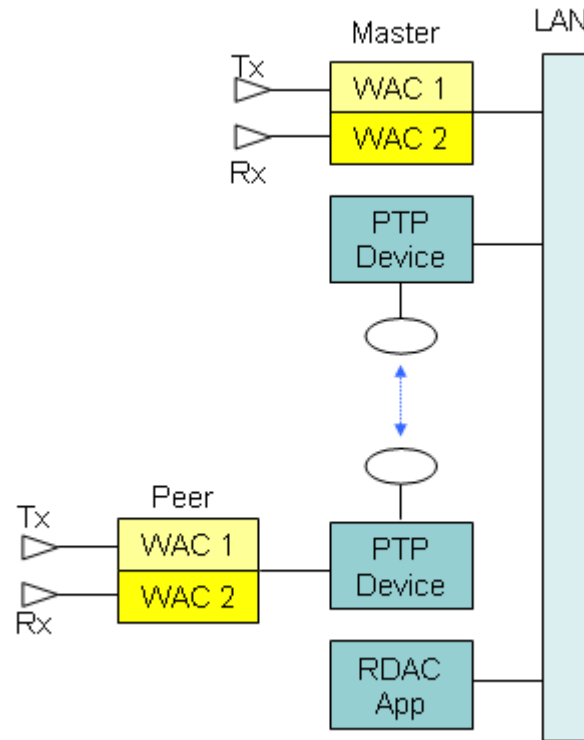 LAN
Master
Tx
WAC 1
WAC 2
Rx
PTP
Device
Peer
Tx
WAC 1
WAC 2
Rx
PTP
Device
RDAC
App